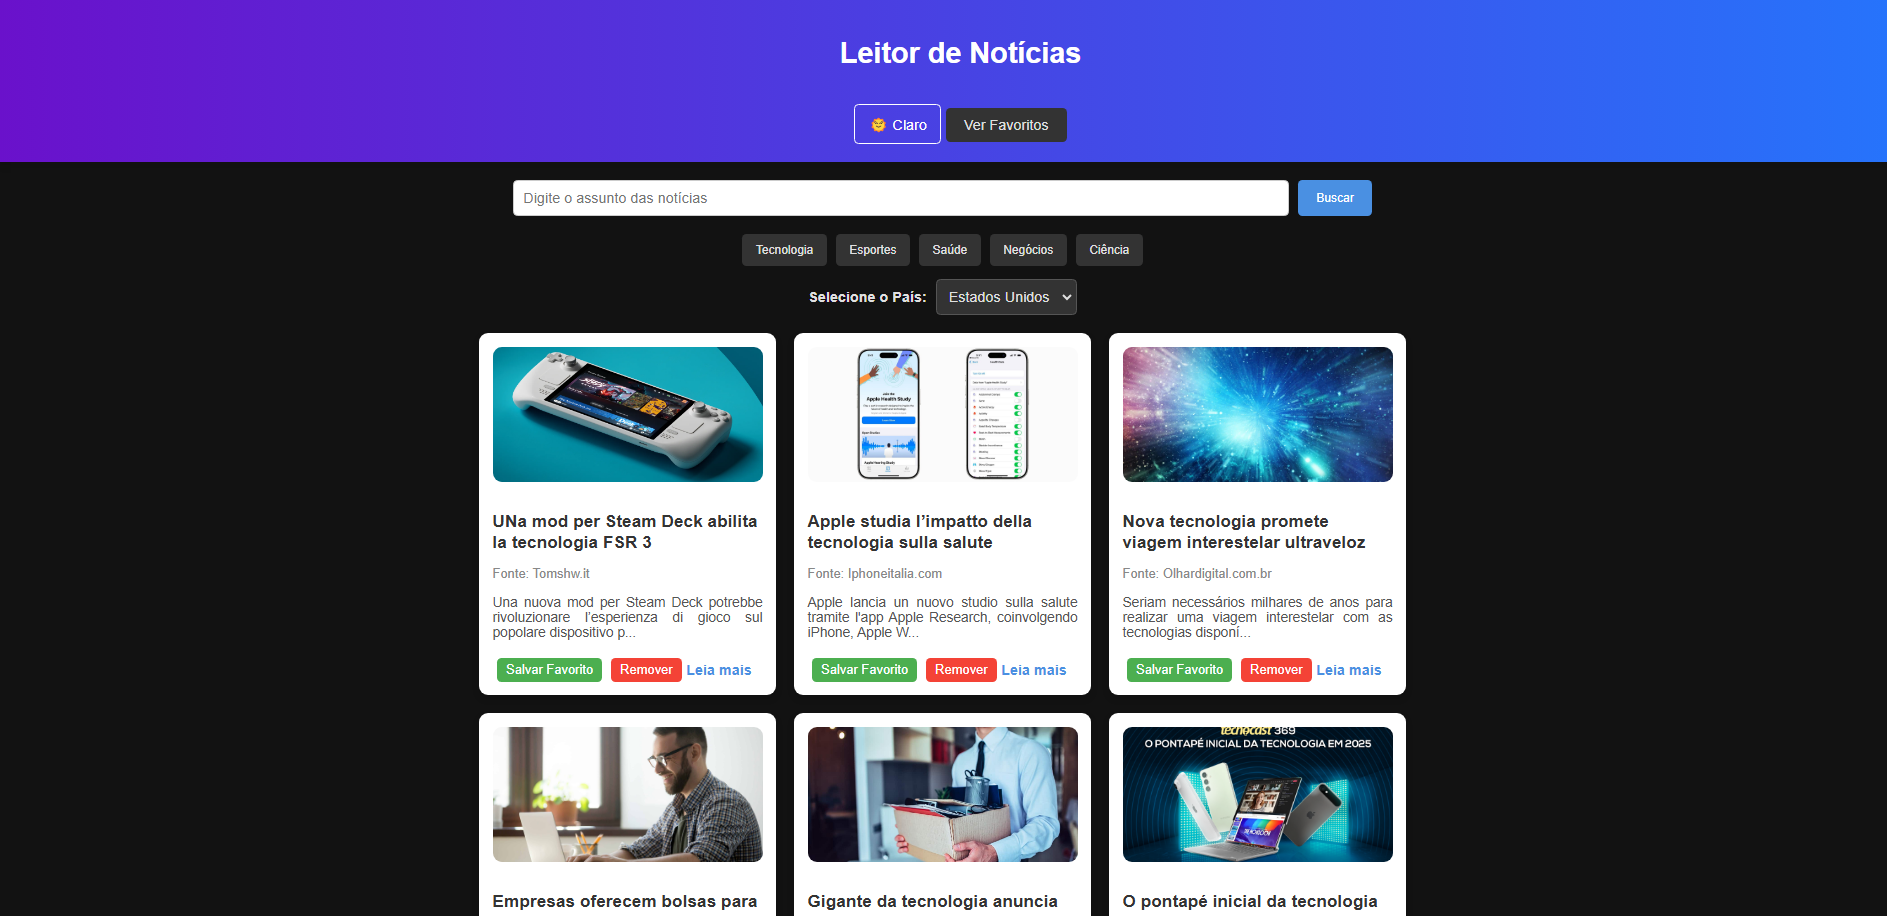 Leitor de Notícias
🌞 Claro
Ver Favoritos
Digite o assunto das notícias
Buscar
Tecnologia
Esportes
Saúde
Negócios
Ciência
Selecione o País:
Estados Unidos
Apple Health Study
UNa mod per Steam Deck abilita
la tecnologia FSR 3
Fonte: Tomshw.it
Una nuova mod per Steam Deck potrebbe
rivoluzionare l'esperienza di gioco sul
popolare dispositivo p...
Salvar Favorito
Remover
Leia mais
Apple studia l’impatto della
tecnologia sulla salute
Fonte: Iphoneitalia.com
Apple lancia un nuovo studio sulla salute
tramite l'app Apple Research, coinvolgendo
iPhone, Apple W...
Salvar Favorito
Remover
Leia mais
Nova tecnologia promete
viagem interestelar ultraveloz
Fonte: Olhardigital.com.br
Seriam necessários milhares de anos para
realizar uma viagem interestelar com as
tecnologias disponí...
Salvar Favorito
Remover
Leia mais
tecnocast 369
O PONTAPÉ INICIAL DA TECNOLOGIA EM 2025
Empresas oferecem bolsas para
Gigante da tecnologia anuncia
O pontapé inicial da tecnologia